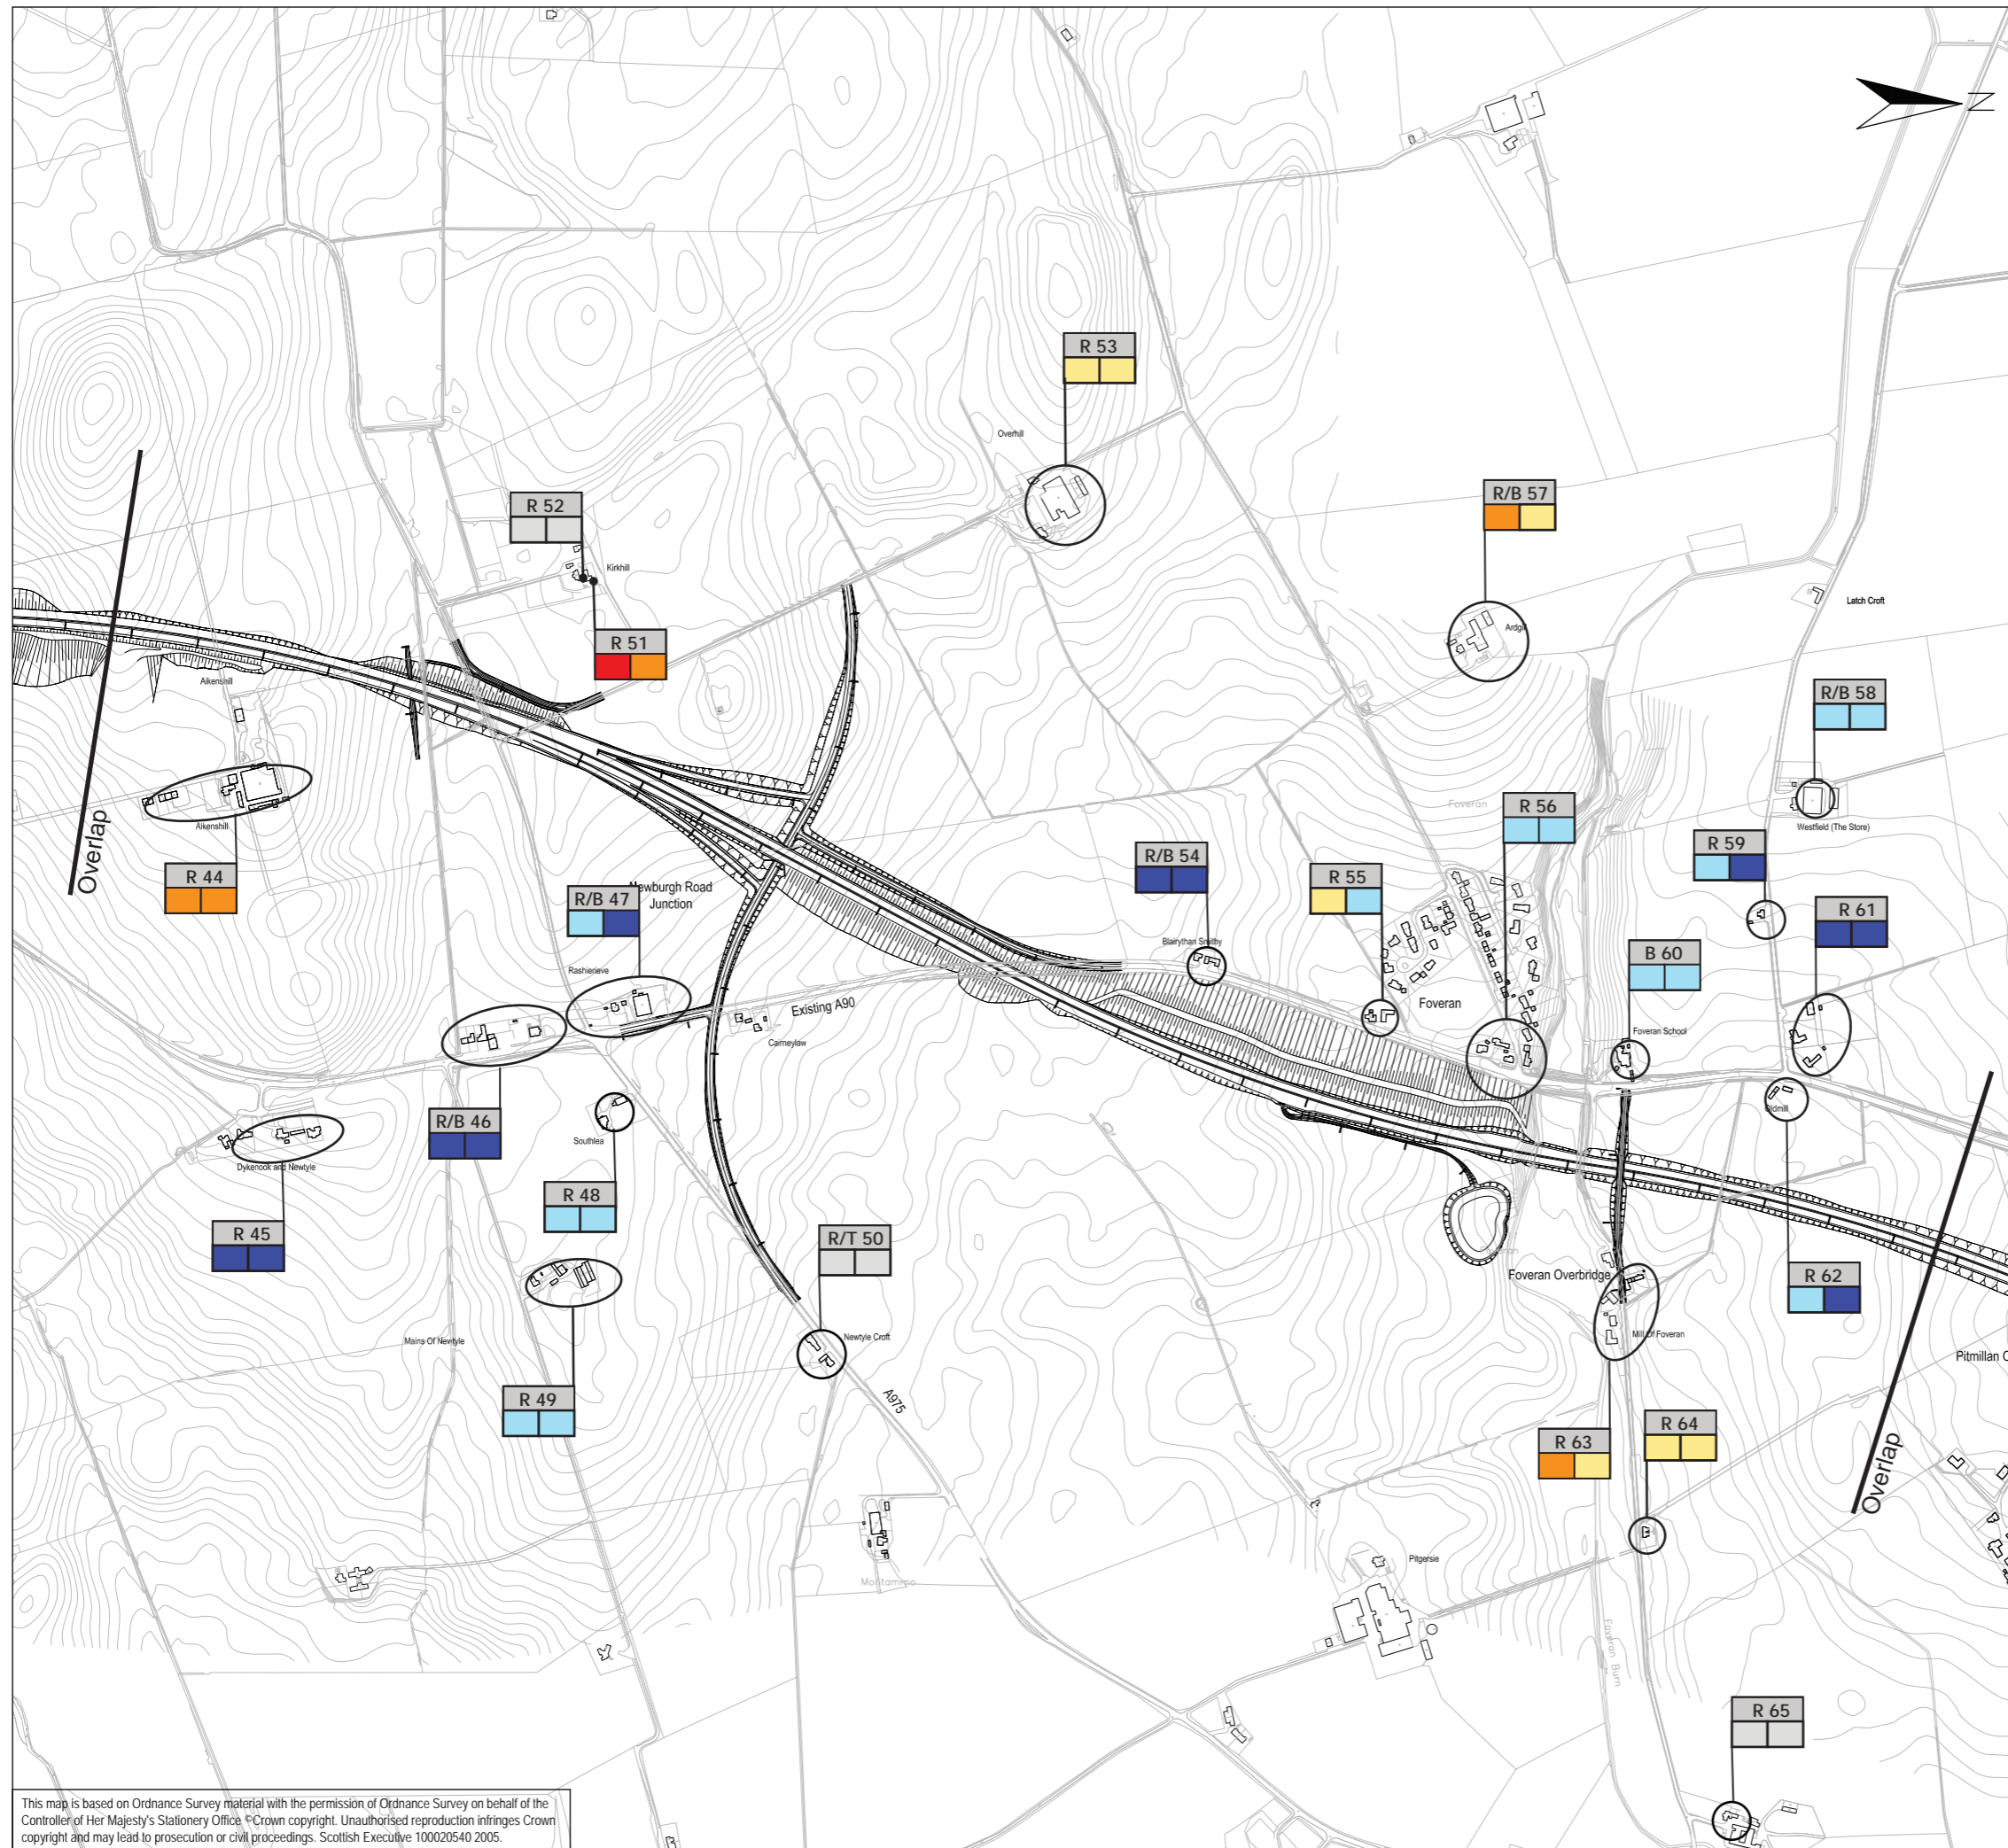 N
R 53
Overhill
R 52
R/B 57
Kirkhill
Latch Croft
R 51
Ardgill
Aikenshill
R/B 58
Foveran
R 56
Overlap
Aikenshill
Westfield (The Store)
R/B 54
R 59
R 44
R 55
R/B 47
Newburgh Road
Junction
R 61
Blairythan Smithy
B 60
Rashierieve
Existing A90
Foveran
Foveran School
Cairneylaw
R/B 46
Oldmill
Southlea
Dykenook and Newtyle
R 48
R 45
R/T 50
Foveran
Foveran Overbridge
R 62
Mains Of Newtyle
Newtyle Croft
Mill Of Foveran
Pitmillan C
A975
R 49
R 64
R 63
Overlap
Pitgersie
Montammo
Foveran Burn
R 65
This map is based on Ordnance Survey material with the permission of Ordnance Survey on behalf of the
Controller of Her Majesty's Stationery Office ©Crown copyright. Unauthorised reproduction infringes Crown
copyright and may lead to prosecution or civil proceedings. Scottish Executive 100020540 2005.